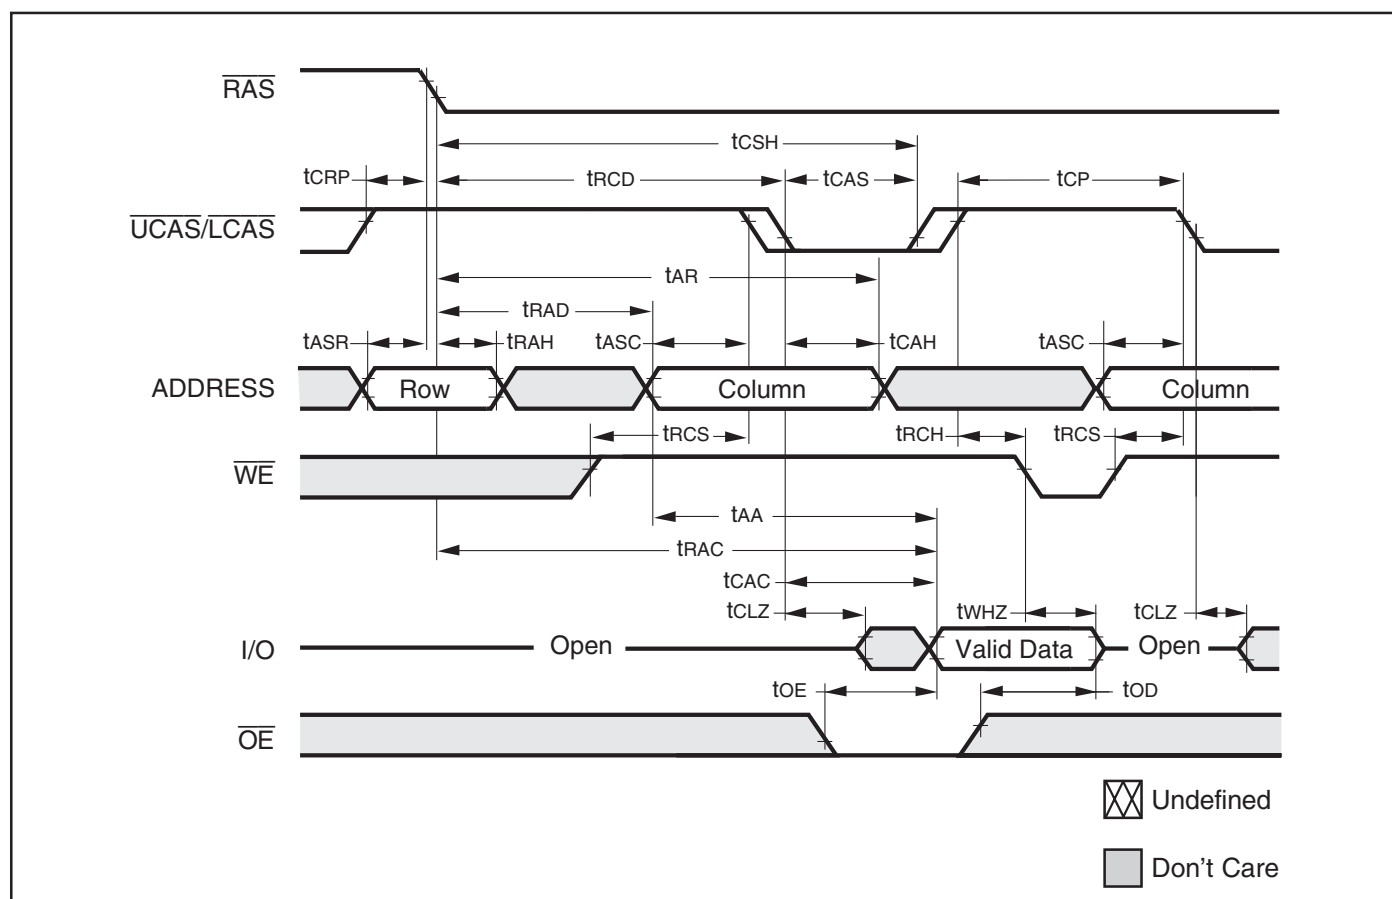 RAS
tCSH
tCRP
tRCD
tCAS
tCP
UCAS/LCAS
tAR
tRAD
tASR
tRAH
tASC
tCAH
tASC
ADDRESS
Row
Column
Column
tRCS
tRCH
tRCS
WE
tAA
tRAC
tCAC
tCLZ
tWHZ
tCLZ
I/O
Open
Valid Data
Open
tOE
tOD
OE
Undefined
Don't Care